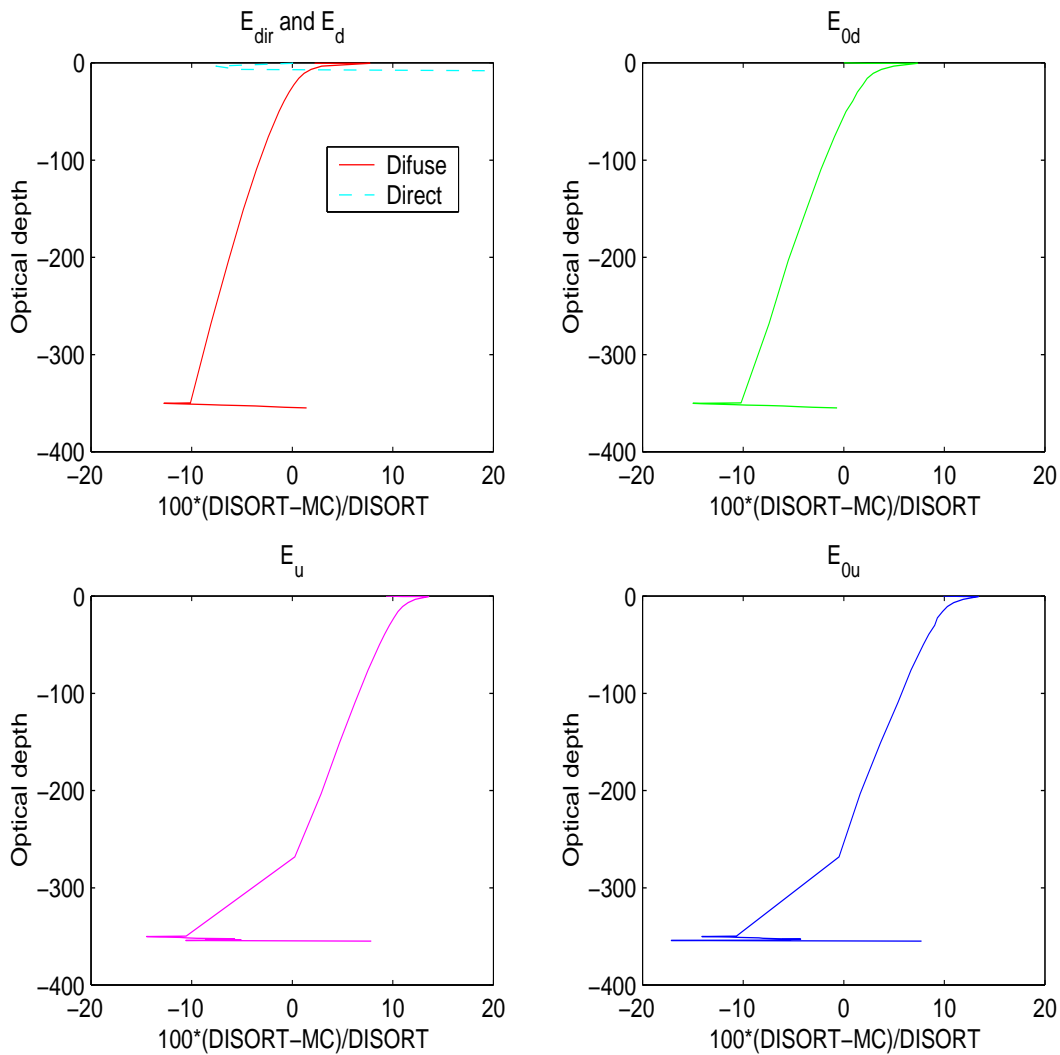 E_dir and E_d
0
−100
−200
−300
−400
Optical depth
Difuse
Direct
−20 −10 0 10 20
100*(DISORT−MC)/DISORT
E_0d
0
−100
−200
−300
−400
Optical depth
−20 −10 0 10 20
100*(DISORT−MC)/DISORT
E_u
0
−100
−200
−300
−400
Optical depth
−20 −10 0 10 20
100*(DISORT−MC)/DISORT
E_0u
0
−100
−200
−300
−400
Optical depth
−20 −10 0 10 20
100*(DISORT−MC)/DISORT